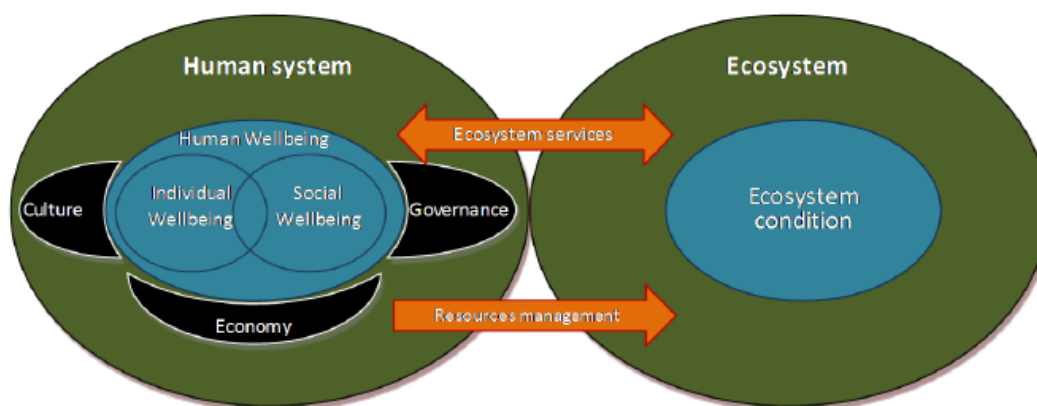 Human system
Ecosystem
Ecosystem services
Human Wellbeing
Individual
Wellbeing
Social
Wellbeing
Culture
Governance
Ecosystem
condition
Resources management
Economy